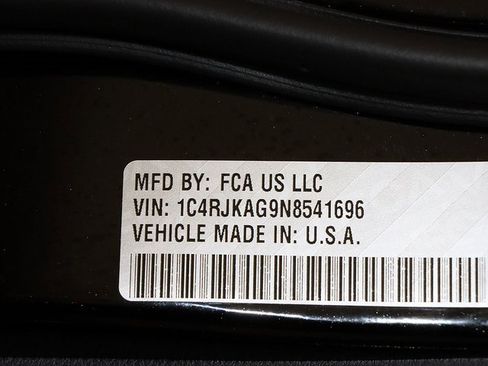 MFD BY: FCA US LLC
VIN: 1C4RJKAG9N8541696
VEHICLE MADE IN: U.S.A.